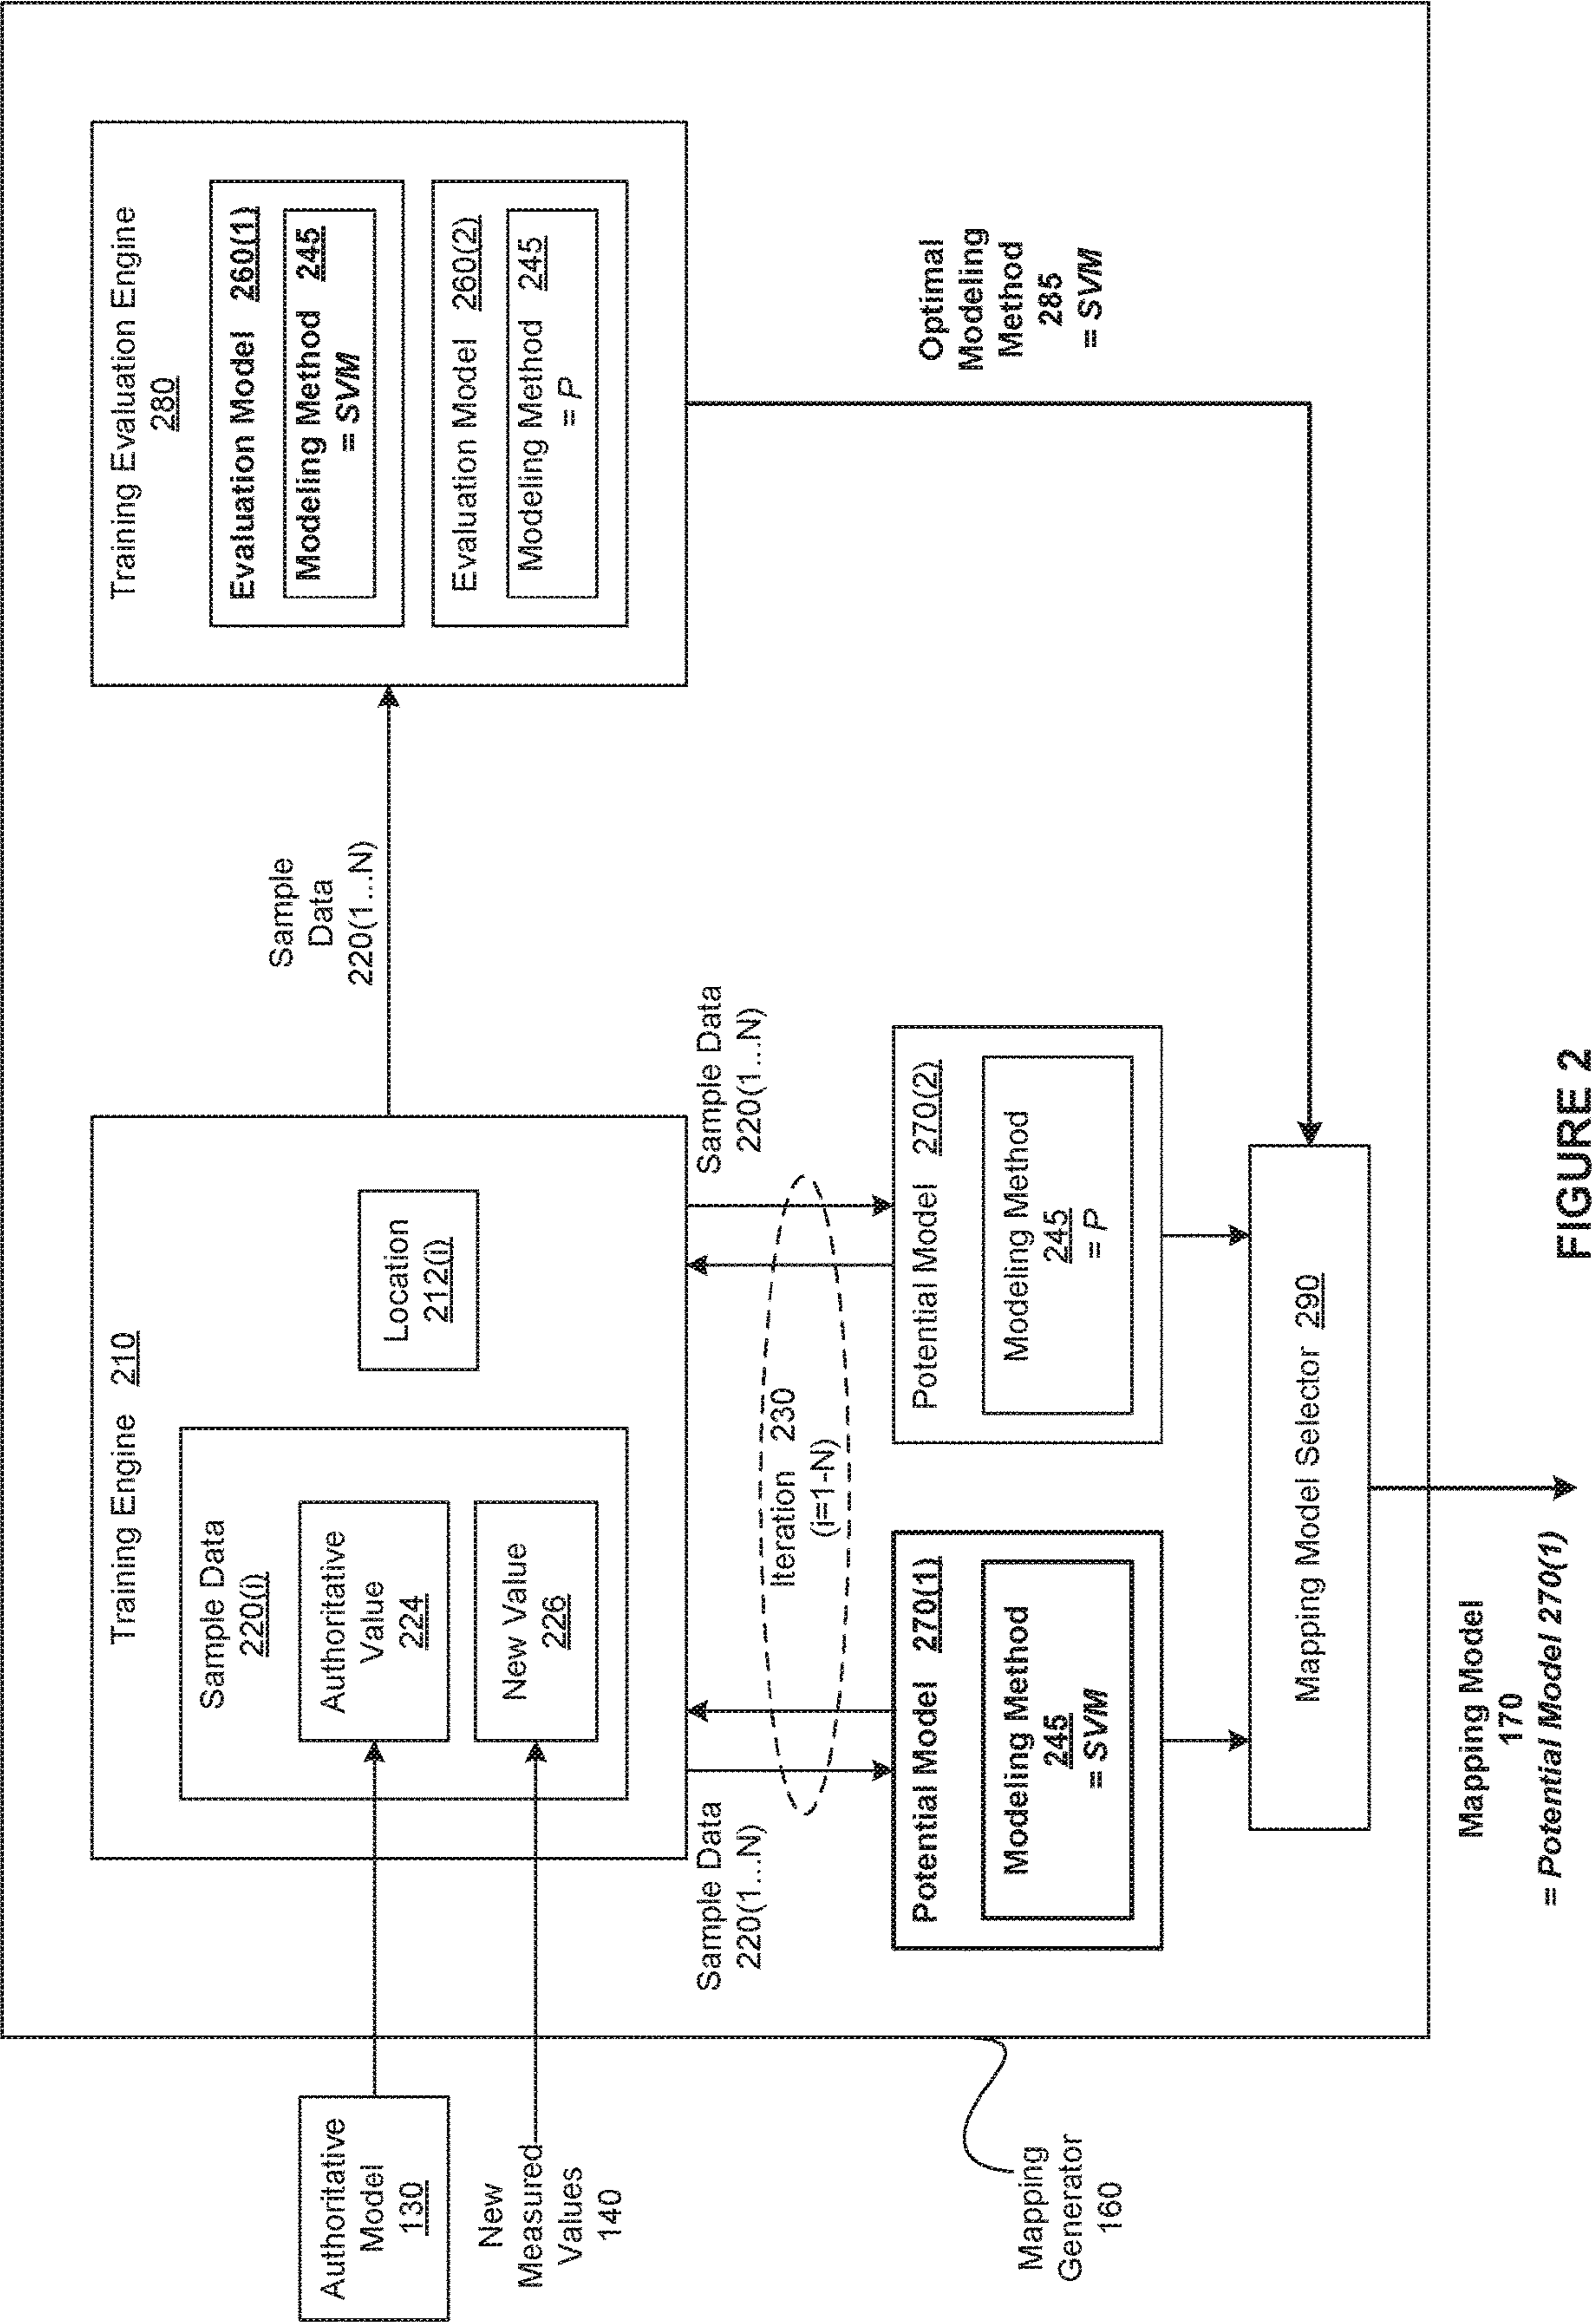 Authoritative
Model
130
New
Measured
Values
140
Mapping
Generator
160
Training Engine 210
Sample Data
220(i)
Authoritative
Value
224
New Value
226
Location
212(i)
Sample
Data
220(1...N)
Training Evaluation Engine
280
Evaluation Model 260(1)
Modeling Method 245
= SVM
Evaluation Model 260(2)
Modeling Method 245
= P
Sample Data
220(1...N)
Iteration 230
(i=1-N)
Sample Data
220(1...N)
Potential Model 270(1)
Modeling Method
245
= SVM
Potential Model 270(2)
Modeling Method
245
= P
Optimal
Modeling
Method
285
= SVM
Mapping Model Selector 290
Mapping Model
170
= Potential Model 270(1)
FIGURE 2